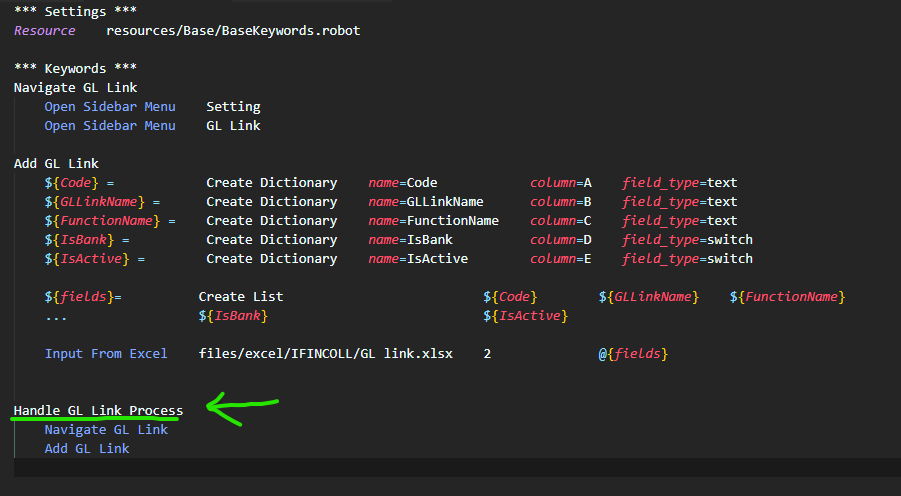 *** Settings ***
Resource    resources/Base/BaseKeywords.robot
*** Keywords ***
Navigate GL Link
Open Sidebar Menu    Setting
Open Sidebar Menu    GL Link
Add GL Link
${Code} =    Create Dictionary    name=Code    column=A    field_type=text
${GLLinkName} =    Create Dictionary    name=GLLinkName    column=B    field_type=text
${FunctionName} =    Create Dictionary    name=FunctionName    column=C    field_type=text
${IsBank} =    Create Dictionary    name=IsBank    column=D    field_type=switch
${IsActive} =    Create Dictionary    name=IsActive    column=E    field_type=switch
${fields}=    Create List    ${Code}    ${GLLinkName}    ${FunctionName}
...    ${IsBank}    ${IsActive}
Input From Excel    files/excel/IFINCOLL/GL link.xlsx    2    @{fields}
Handle GL Link Process
Navigate GL Link
Add GL Link